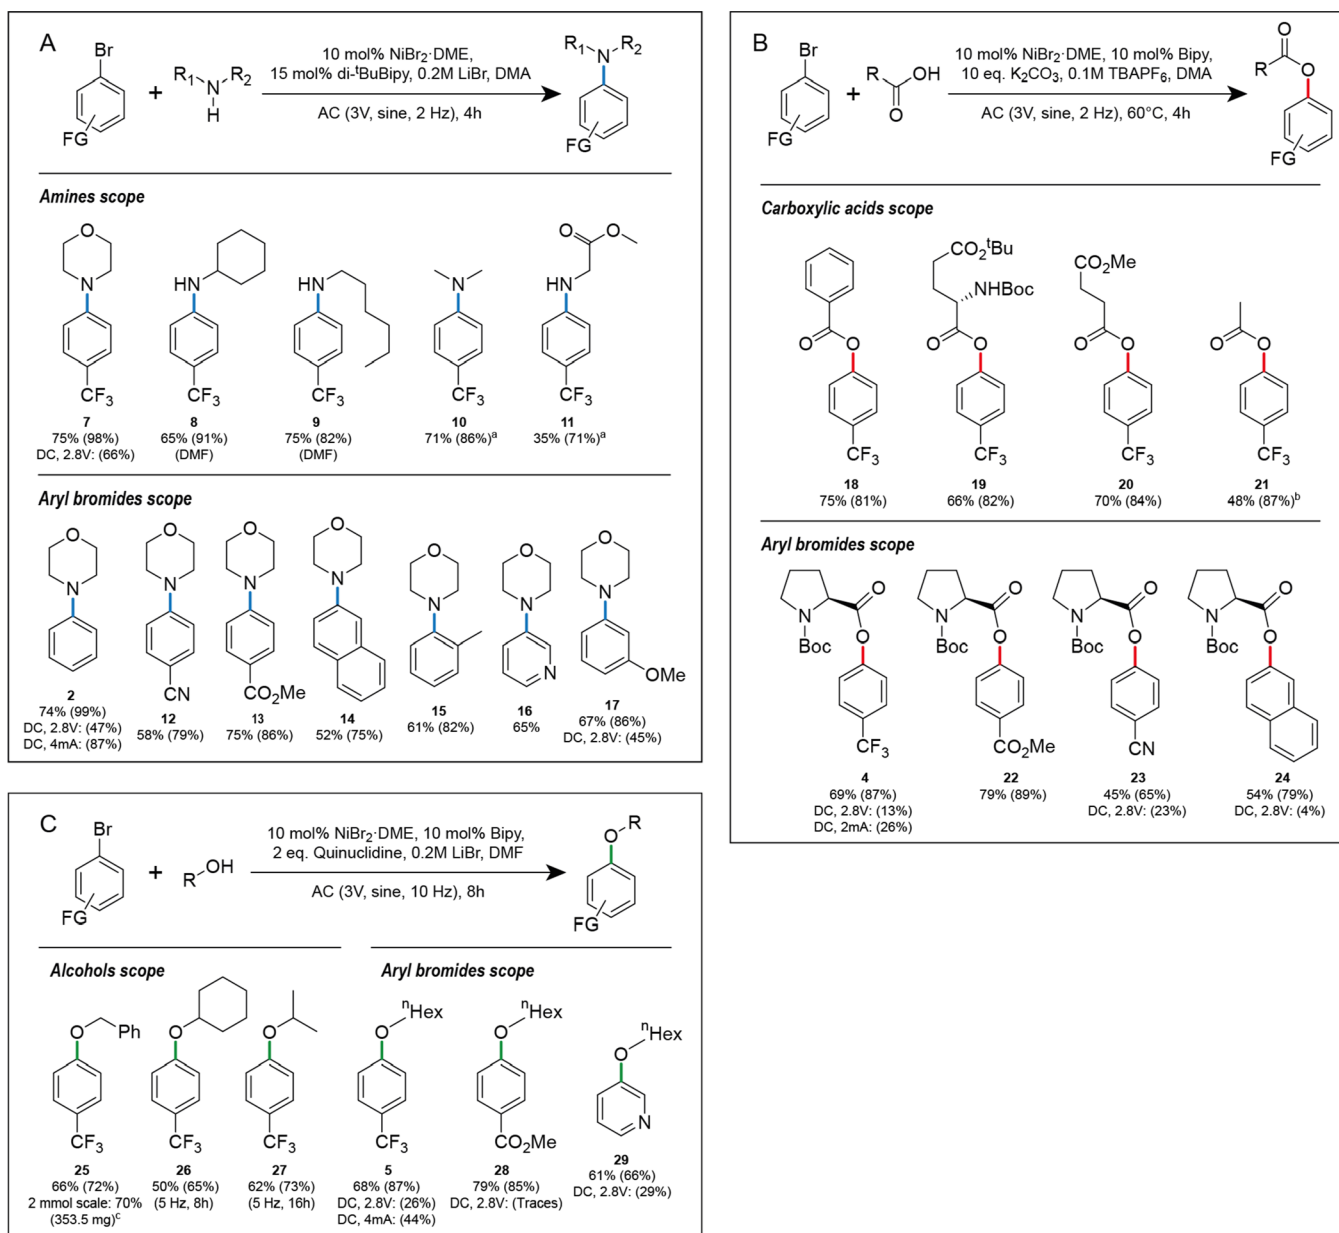 A
Br
FG
+
R1 N R2
H
10 mol% NiBr2·DME,
15 mol% di-tBuBipy, 0.2M LiBr, DMA
AC (3V, sine, 2 Hz), 4h
R1 N R2
FG
Amines scope
O
N
CF3
7
75% (98%)
DC, 2.8V: (66%)
HN
CF3
8
65% (91%)
(DMF)
HN
CF3
9
75% (82%)
(DMF)
N
CF3
10
71% (86%)a
O
O
HN
CF3
11
35% (71%)a
Aryl bromides scope
O
N
2
74% (99%)
DC, 2.8V: (47%)
DC, 4mA: (87%)
O
N
CN
12
58% (79%)
O
N
CO2Me
13
75% (86%)
O
N
14
52% (75%)
O
N
15
61% (82%)
O
N
N
16
65%
O
N
OMe
17
67% (86%)
DC, 2.8V: (45%)
B
Br
FG
+
R OH
O
10 mol% NiBr2·DME, 10 mol% Bipy,
10 eq. K2CO3, 0.1M TBAPF6, DMA
AC (3V, sine, 2 Hz), 60°C, 4h
O
R O
FG
Carboxylic acids scope
O O
CF3
18
75% (81%)
CO2tBu
NHBoc
O O
CF3
19
66% (82%)
CO2Me
O O
CF3
20
70% (84%)
O O
CF3
21
48% (87%)b
Aryl bromides scope
N O
Boc O
CF3
4
69% (87%)
DC, 2.8V: (13%)
DC, 2mA: (26%)
N O
Boc O
CO2Me
22
79% (89%)
N O
Boc O
CN
23
45% (65%)
DC, 2.8V: (23%)
N O
Boc O
24
54% (79%)
DC, 2.8V: (4%)
C
Br
FG
+
R OH
10 mol% NiBr2·DME, 10 mol% Bipy,
2 eq. Quinuclidine, 0.2M LiBr, DMF
AC (3V, sine, 10 Hz), 8h
O R
FG
Alcohols scope
O Ph
CF3
25
66% (72%)
2 mmol scale: 70%
(353.5 mg)c
O
CF3
26
50% (65%)
(5 Hz, 8h)
O
CF3
27
62% (73%)
(5 Hz, 16h)
Aryl bromides scope
nHex
O
CF3
5
68% (87%)
DC, 2.8V: (26%)
DC, 4mA: (44%)
nHex
O
CO2Me
28
79% (85%)
DC, 2.8V: (Traces)
nHex
O
N
29
61% (66%)
DC, 2.8V: (29%)